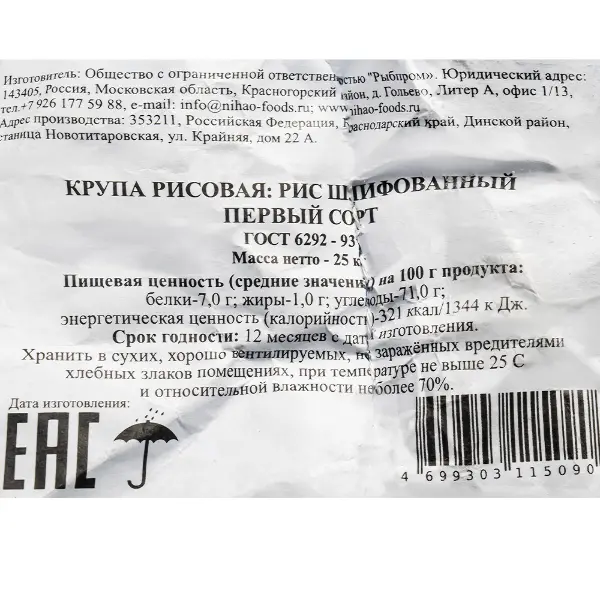 Изготовитель: Общество с ограниченной ответственностью "Рыбпром». Юридический адрес:
143405, Россия, Московская область, Красногорский район, д. Гольево, Литер А, офис 1/13,
тел.+7 926 177 59 88, e-mail: info@nihao-foods.ru; www.nihao-foods.ru
Адрес производства: 353211, Российская Федерация, Краснодарский край, Динской район,
станица Новотитаровская, ул. Крайняя, дом 22 А.
КРУПА РИСОВАЯ: РИС ШЛИФОВАННЫЙ
ПЕРВЫЙ СОРТ
ГОСТ 6292 - 93
Масса нетто - 25 кг
Пищевая ценность (средние значения) на 100 г продукта:
белки-7,0 г; жиры-1,0 г; углеводы-71,0 г;
энергетическая ценность (калорийность)-321 ккал/1344 к Дж.
Срок годности: 12 месяцев с даты изготовления.
Хранить в сухих, хорошо вентилируемых, не заражённых вредителями
хлебных злаков помещениях, при температуре не выше 25 С
и относительной влажности не более 70%.
Дата изготовления:
ЕАС
4 699303 115090